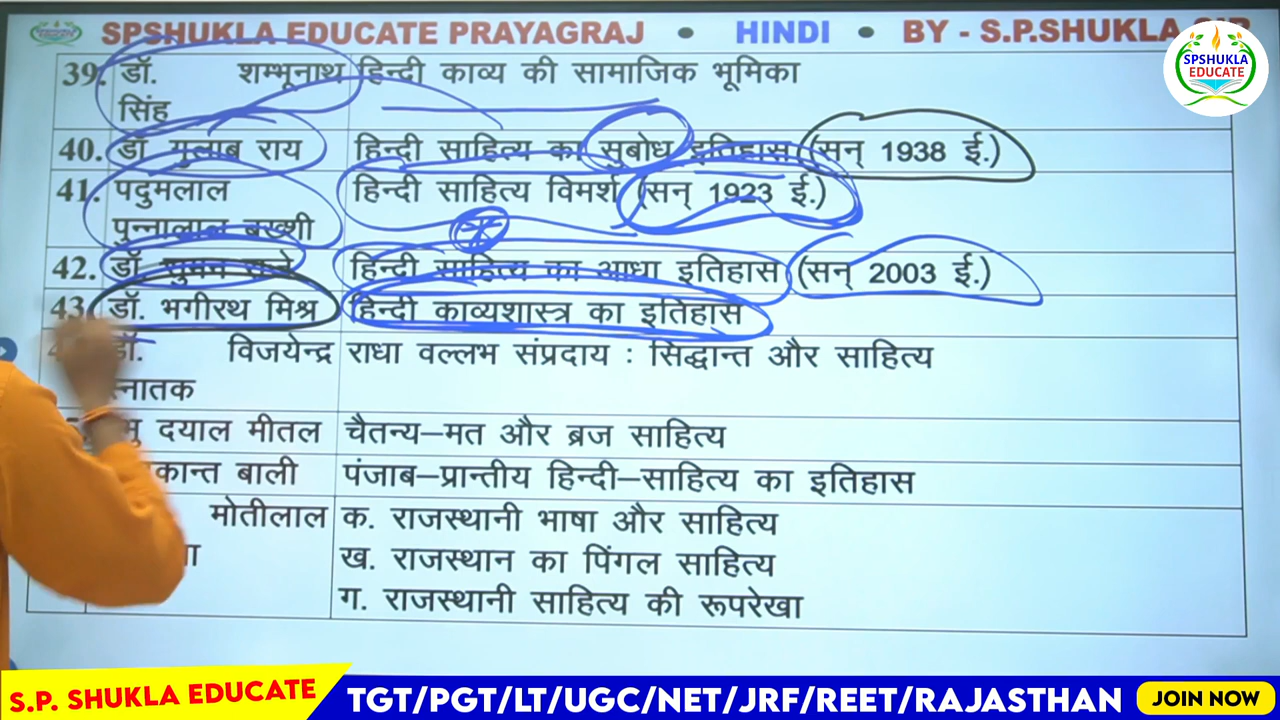 SPSHUKLA EDUCATE PRAYAGRAJ • HINDI • BY - S.P.SHUKLA
SPSHUKLA
EDUCATE
39. डॉ. शम्भूनाथ हिन्दी काव्य की सामाजिक भूमिका
सिंह
40. डॉ गुलाब राय हिन्दी साहित्य का सुबोध इतिहास (सन् 1938 ई.)
41. पदुमलाल हिन्दी साहित्य विमर्श (सन् 1923 ई.)
पुन्नालाल बख्शी
42. डॉ सुमन राजे हिन्दी साहित्य का आधा इतिहास (सन् 2003 ई.)
43. डॉ. भगीरथ मिश्र हिन्दी काव्यशास्त्र का इतिहास
डॉ. विजयेन्द्र राधा वल्लभ संप्रदाय : सिद्धान्त और साहित्य
स्नातक
दयाल मीतल चैतन्य–मत और ब्रज साहित्य
कान्त बाली पंजाब–प्रान्तीय हिन्दी–साहित्य का इतिहास
मोतीलाल क. राजस्थानी भाषा और साहित्य
ख. राजस्थान का पिंगल साहित्य
ग. राजस्थानी साहित्य की रूपरेखा
S.P. SHUKLA EDUCATE
TGT/PGT/LT/UGC/NET/JRF/REET/RAJASTHAN
JOIN NOW